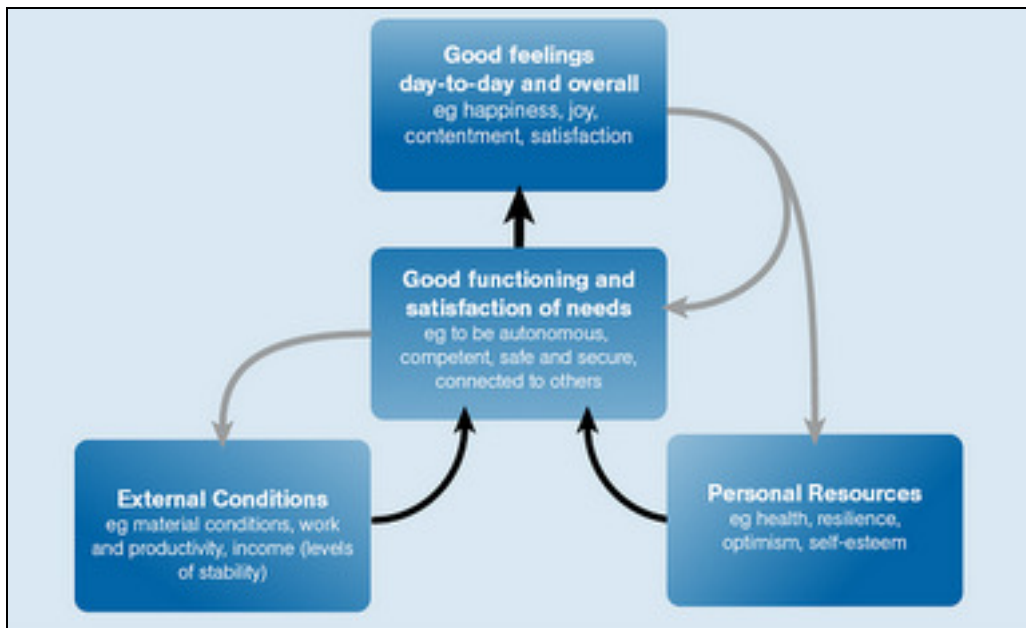 Good feelings
day-to-day and overall
eg happiness, joy,
contentment, satisfaction
Good functioning and
satisfaction of needs
eg to be autonomous,
competent, safe and secure,
connected to others
External Conditions
eg material conditions, work
and productivity, income (levels
of stability)
Personal Resources
eg health, resilience,
optimism, self-esteem